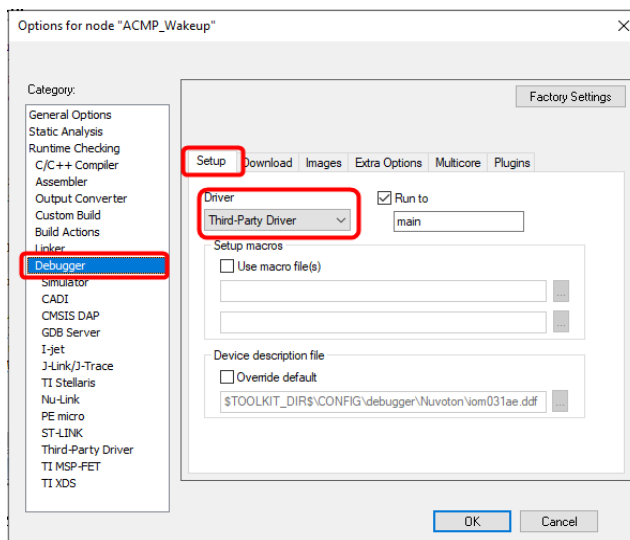 Options for node "ACMP_Wakeup"
Category:
Factory Settings
General Options
Static Analysis
Runtime Checking
C/C++ Compiler
Assembler
Output Converter
Custom Build
Build Actions
Linker
Debugger
Simulator
CADI
CMSIS DAP
GDB Server
I-jet
J-Link/J-Trace
TI Stellaris
Nu-Link
PE micro
ST-LINK
Third-Party Driver
TI MSP-FET
TI XDS
Setup Download Images Extra Options Multicore Plugins
Driver
Third-Party Driver
Run to
main
Setup macros
Use macro file(s)
...
...
Device description file
Override default
$TOOLKIT_DIR$\CONFIG\debugger\Nuvoton\iom031ae.ddf
...
OK Cancel